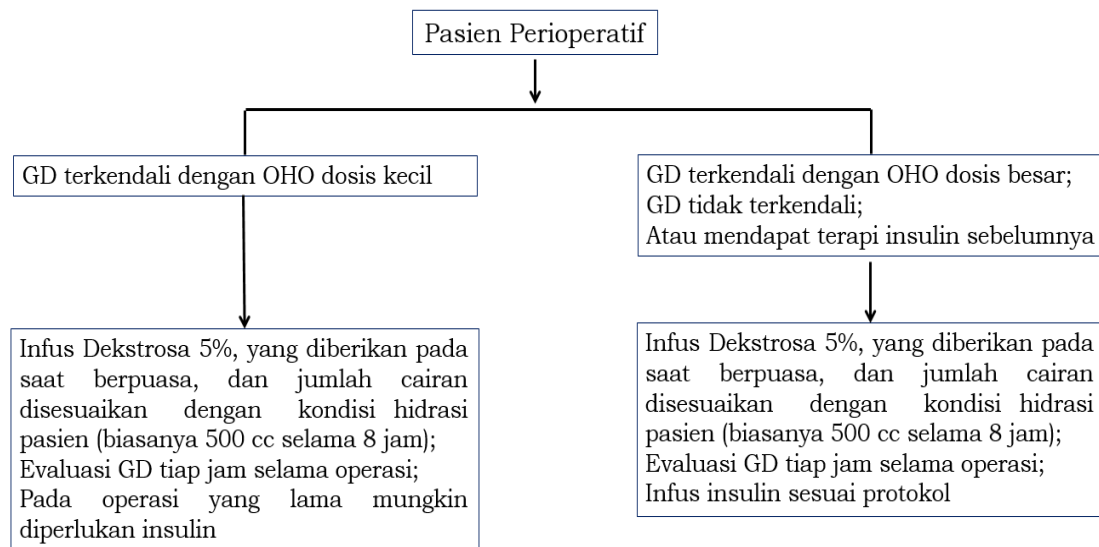 Pasien Perioperatif
GD terkendali dengan OHO dosis kecil
GD terkendali dengan OHO dosis besar;
GD tidak terkendali;
Atau mendapat terapi insulin sebelumnya
Infus Dekstrosa 5%, yang diberikan pada
saat berpuasa, dan jumlah cairan
disesuaikan dengan kondisi hidrasi
pasien (biasanya 500 cc selama 8 jam);
Evaluasi GD tiap jam selama operasi;
Pada operasi yang lama mungkin
diperlukan insulin
Infus Dekstrosa 5%, yang diberikan pada
saat berpuasa, dan jumlah cairan
disesuaikan dengan kondisi hidrasi
pasien (biasanya 500 cc selama 8 jam);
Evaluasi GD tiap jam selama operasi;
Infus insulin sesuai protokol